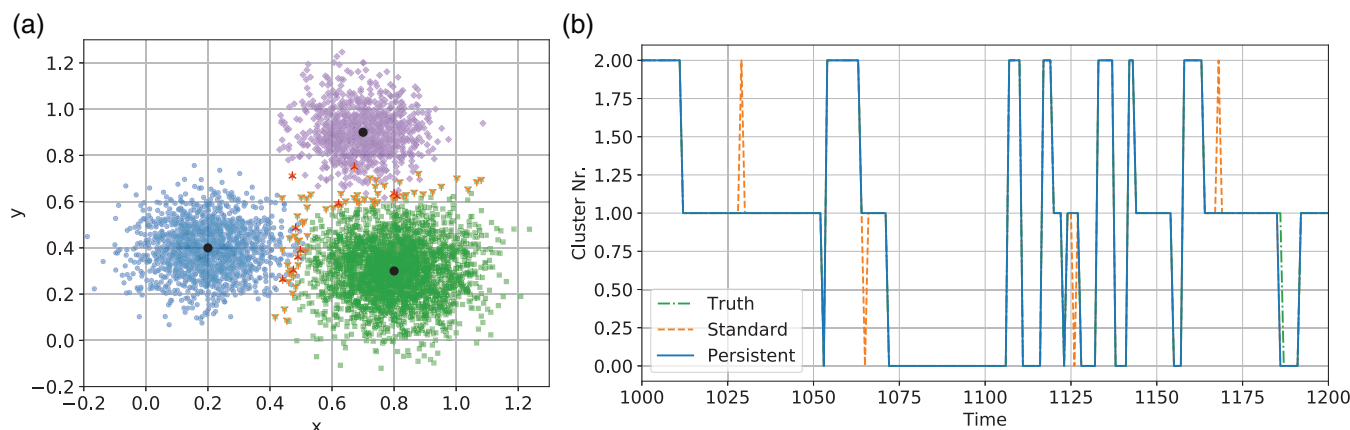 (a)
1.2
1.0
0.8
0.6
0.4
0.2
0.0
−0.2
y
−0.2 0.0 0.2 0.4 0.6 0.8 1.0 1.2
x
(b)
2.00
1.75
1.50
1.25
1.00
0.75
0.50
0.25
0.00
Cluster Nr.
Truth
Standard
Persistent
1000 1025 1050 1075 1100 1125 1150 1175 1200
Time